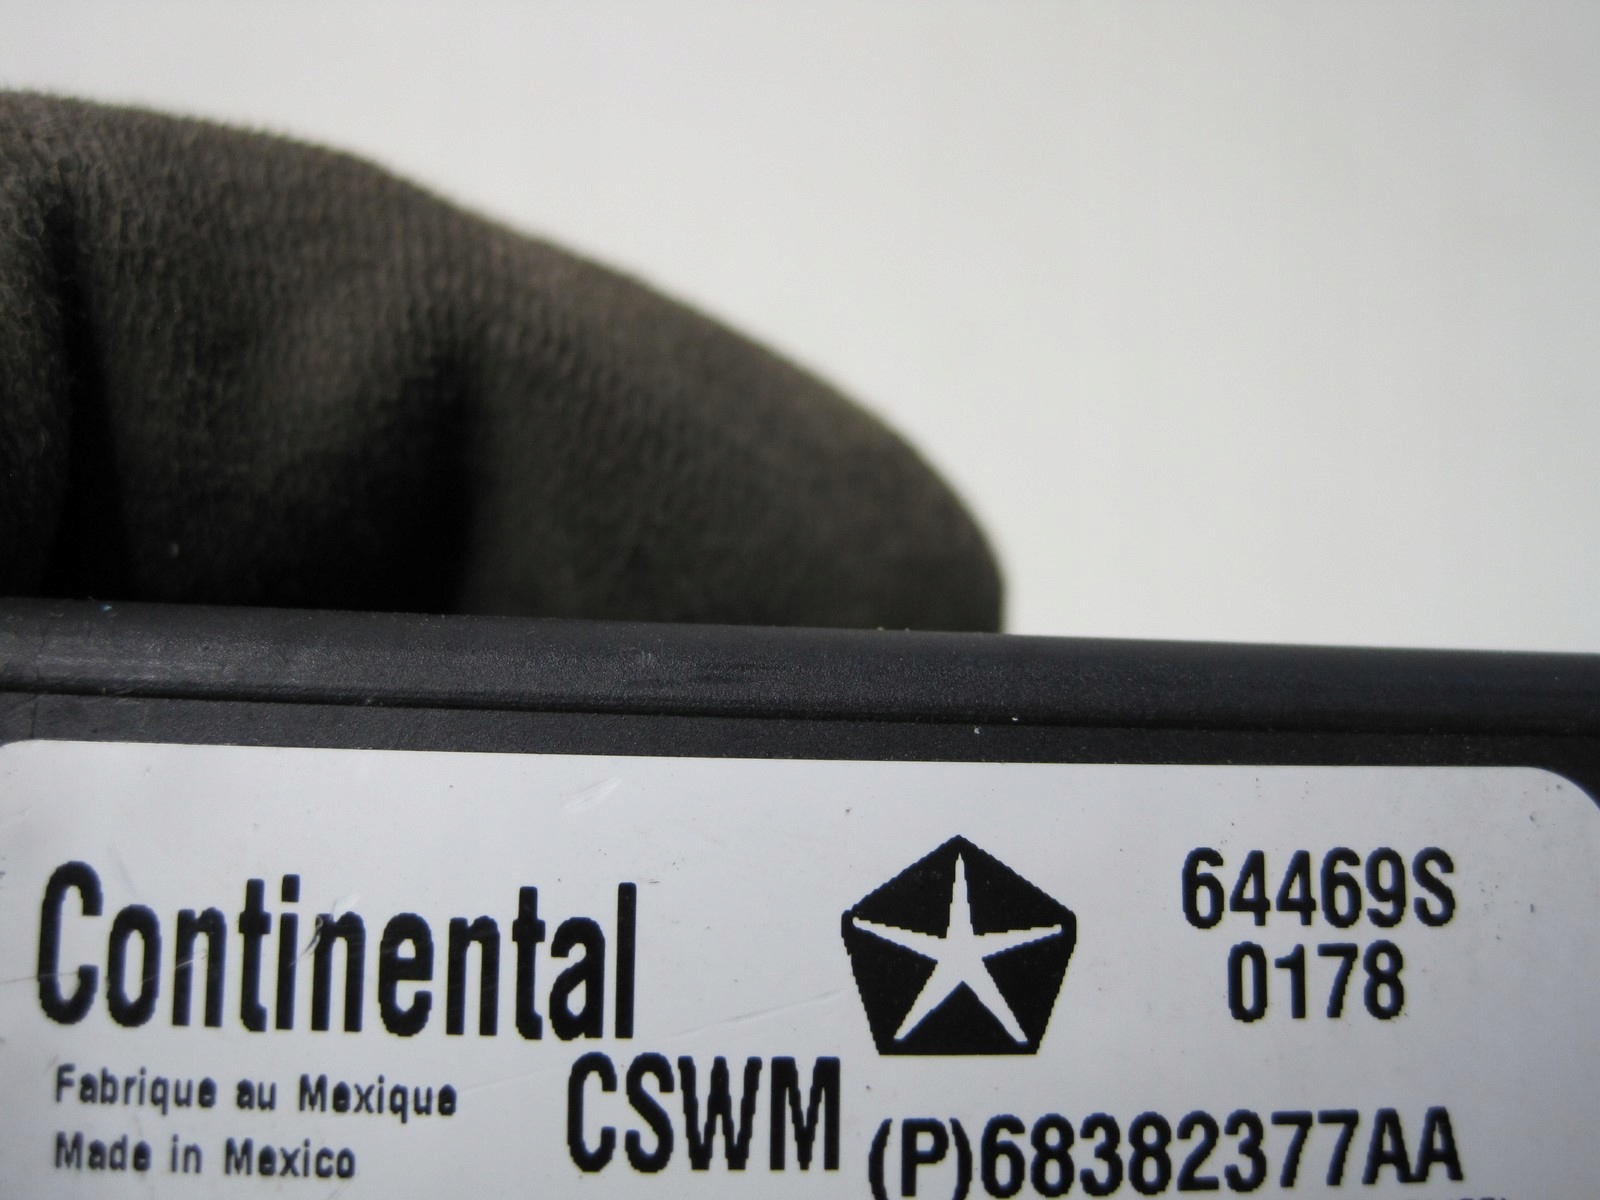 Continental
64469S
0178
Fabrique au Mexique
Made in Mexico
CSWM
(P)68382377AA